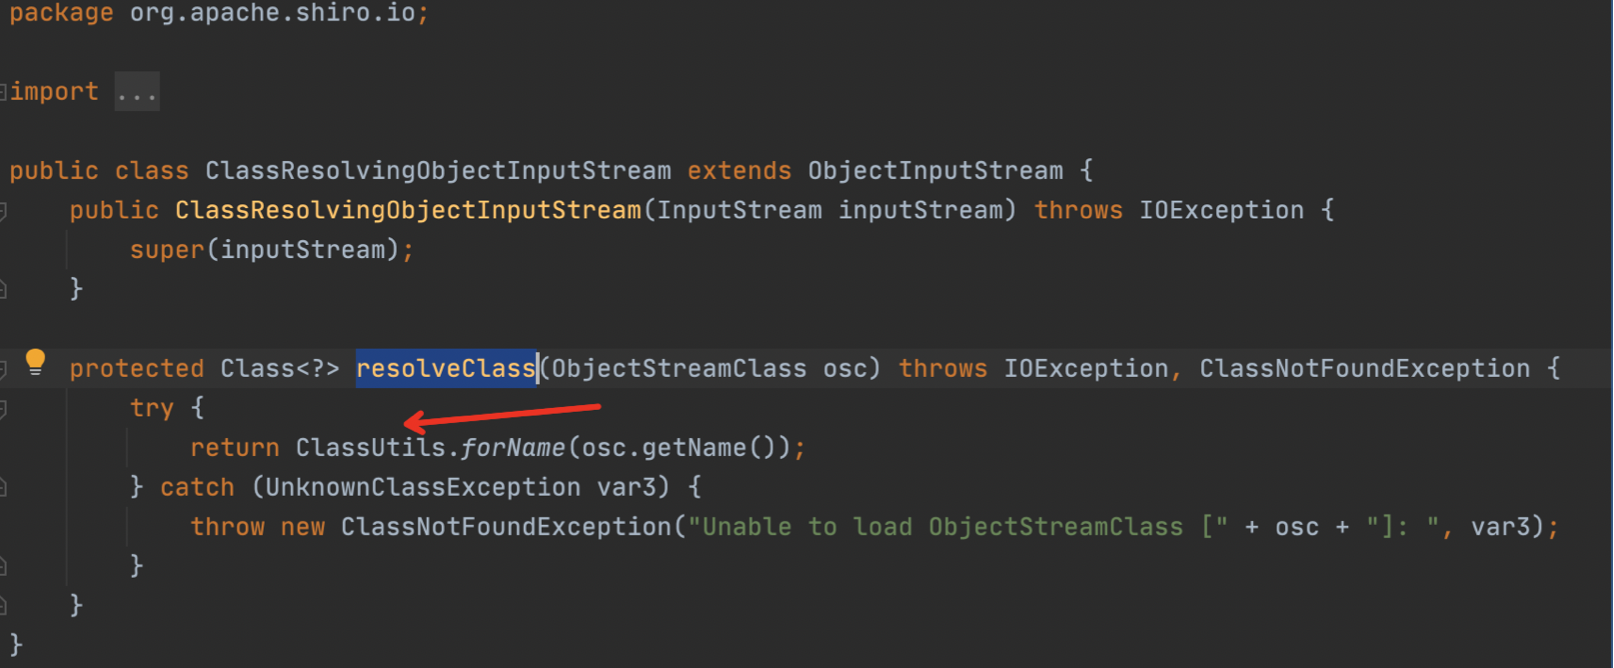 package org.apache.shiro.io;
import ...
public class ClassResolvingObjectInputStream extends ObjectInputStream {
public ClassResolvingObjectInputStream(InputStream inputStream) throws IOException {
super(inputStream);
}
protected Class<?> resolveClass(ObjectStreamClass osc) throws IOException, ClassNotFoundException {
try {
return ClassUtils.forName(osc.getName());
} catch (UnknownClassException var3) {
throw new ClassNotFoundException("Unable to load ObjectStreamClass [" + osc + "]: ", var3);
}
}
}